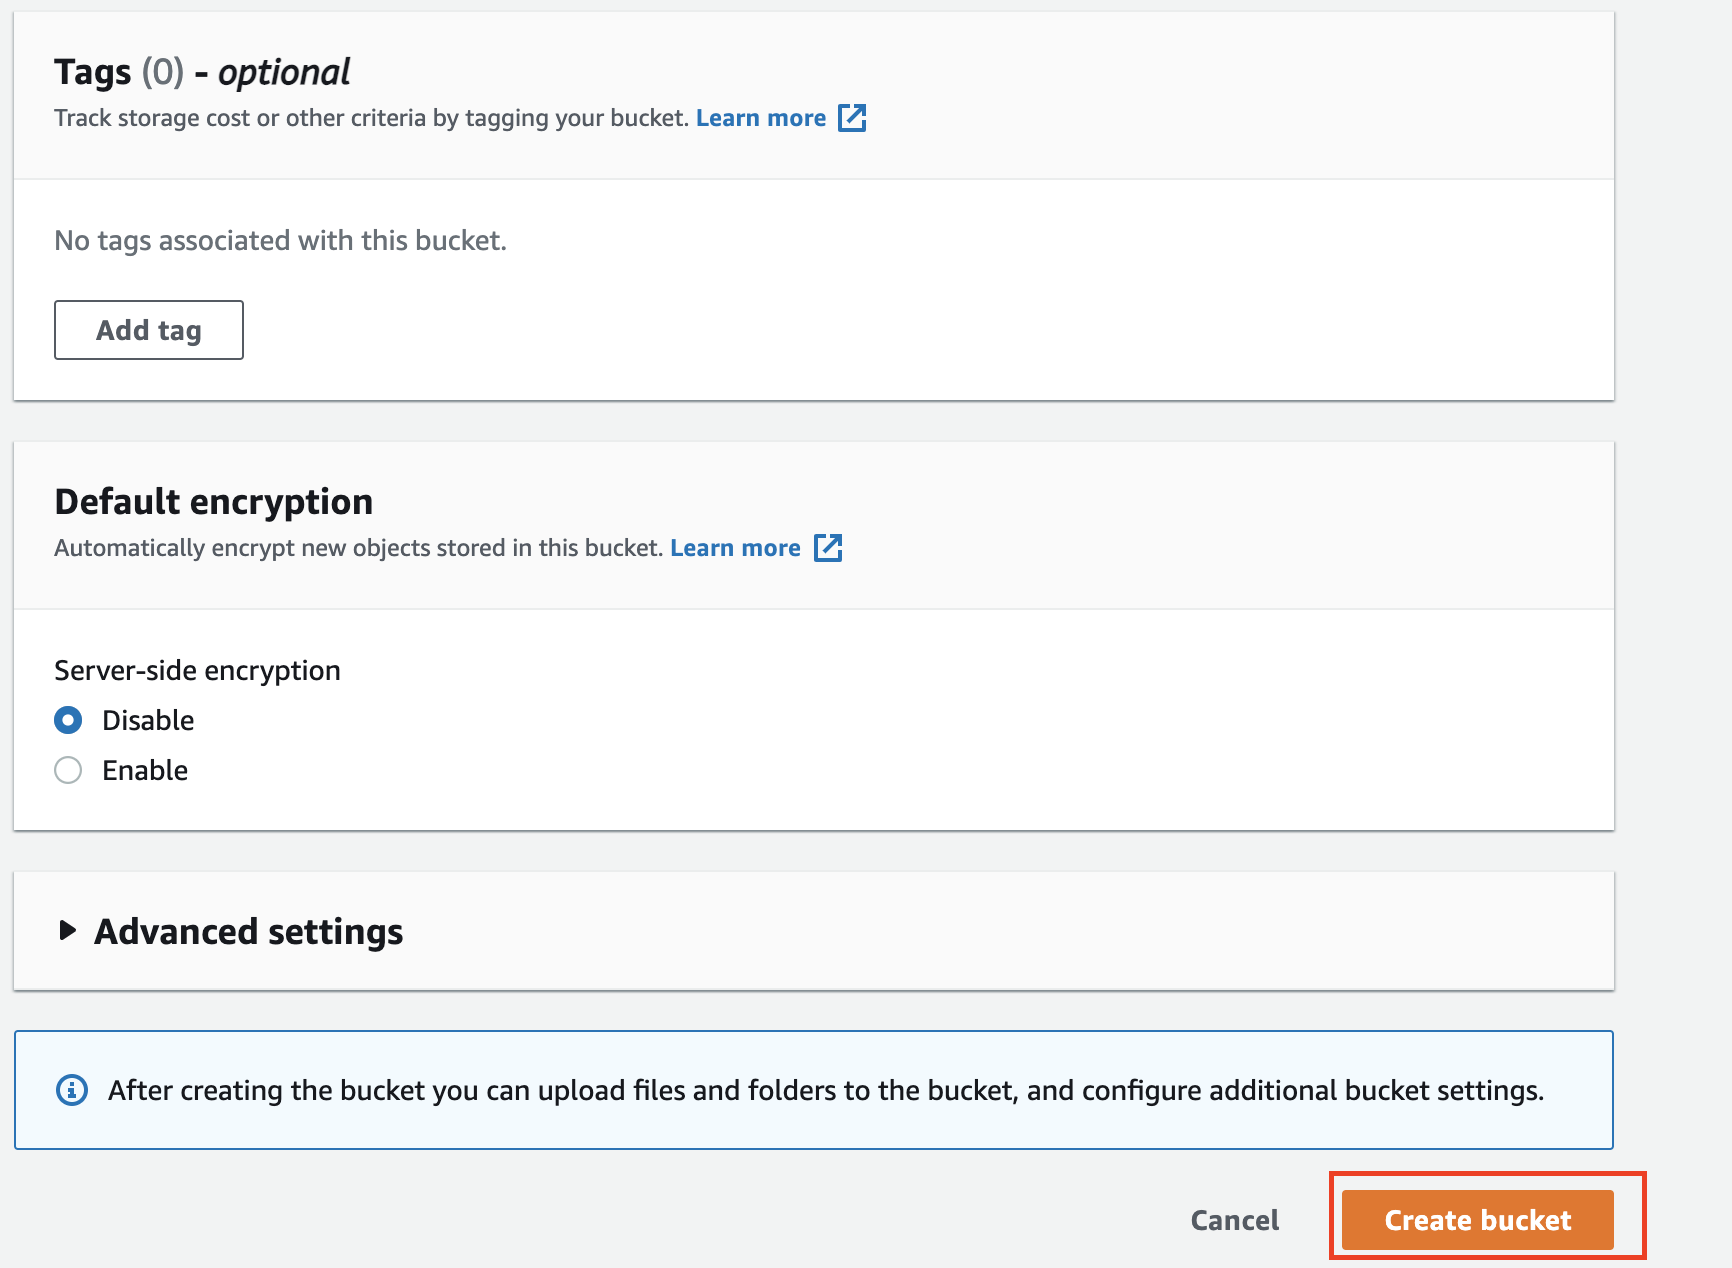 Tags (0) - optional
Track storage cost or other criteria by tagging your bucket. Learn more
No tags associated with this bucket.
Add tag
Default encryption
Automatically encrypt new objects stored in this bucket. Learn more
Server-side encryption
Disable
Enable
Advanced settings
After creating the bucket you can upload files and folders to the bucket, and configure additional bucket settings.
Cancel Create bucket